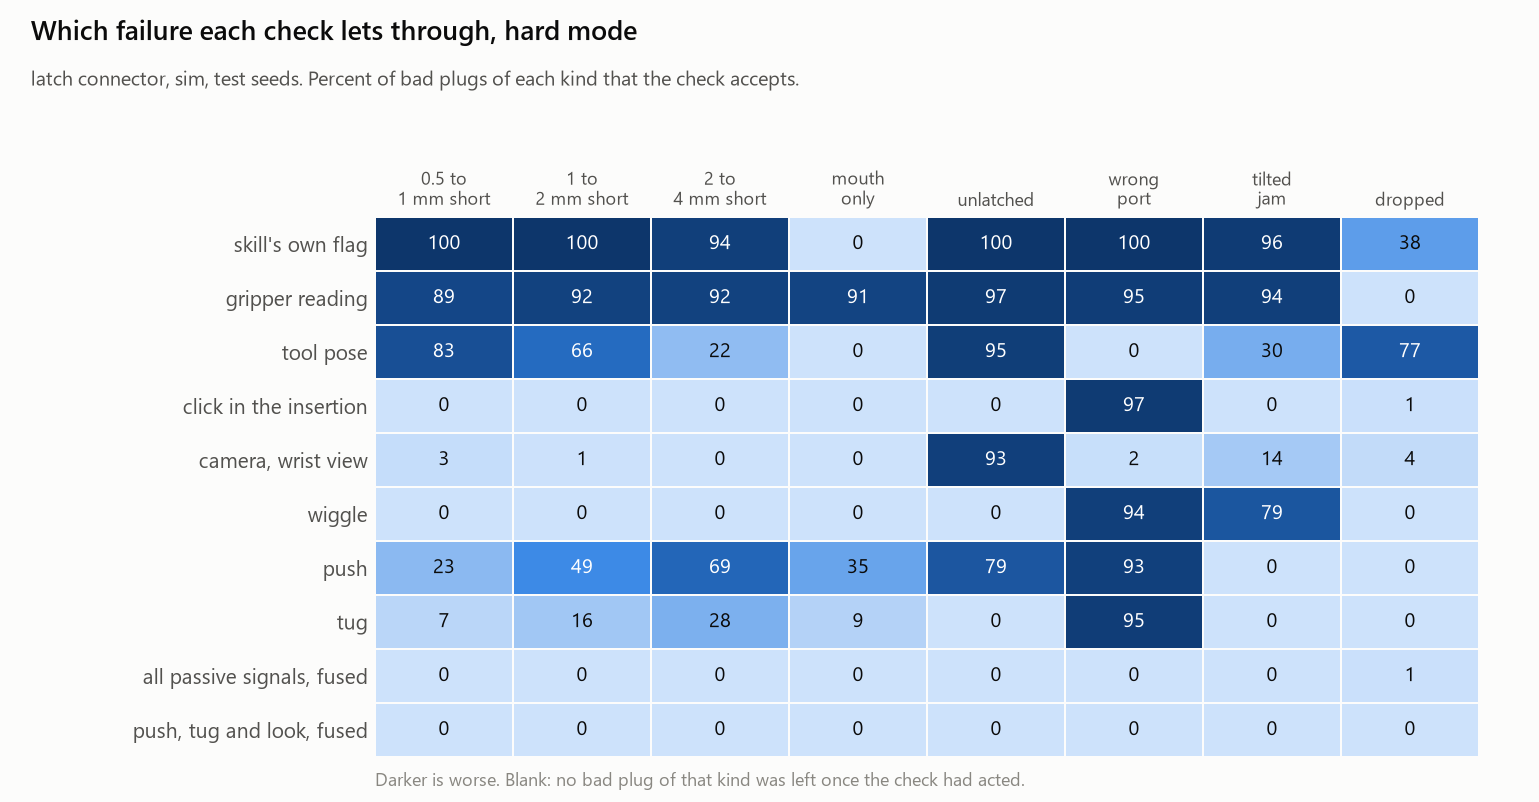 Which failure each check lets through, hard mode
latch connector, sim, test seeds. Percent of bad plugs of each kind that the check accepts.
0.5 to 1 mm short
1 to 2 mm short
2 to 4 mm short
mouth only
unlatched
wrong port
tilted jam
dropped
skill's own flag 100 100 94 0 100 100 96 38
gripper reading 89 92 92 91 97 95 94 0
tool pose 83 66 22 0 95 0 30 77
click in the insertion 0 0 0 0 0 97 0 1
camera, wrist view 3 1 0 0 93 2 14 4
wiggle 0 0 0 0 0 94 79 0
push 23 49 69 35 79 93 0 0
tug 7 16 28 9 0 95 0 0
all passive signals, fused 0 0 0 0 0 0 0 1
push, tug and look, fused 0 0 0 0 0 0 0 0
Darker is worse. Blank: no bad plug of that kind was left once the check had acted.